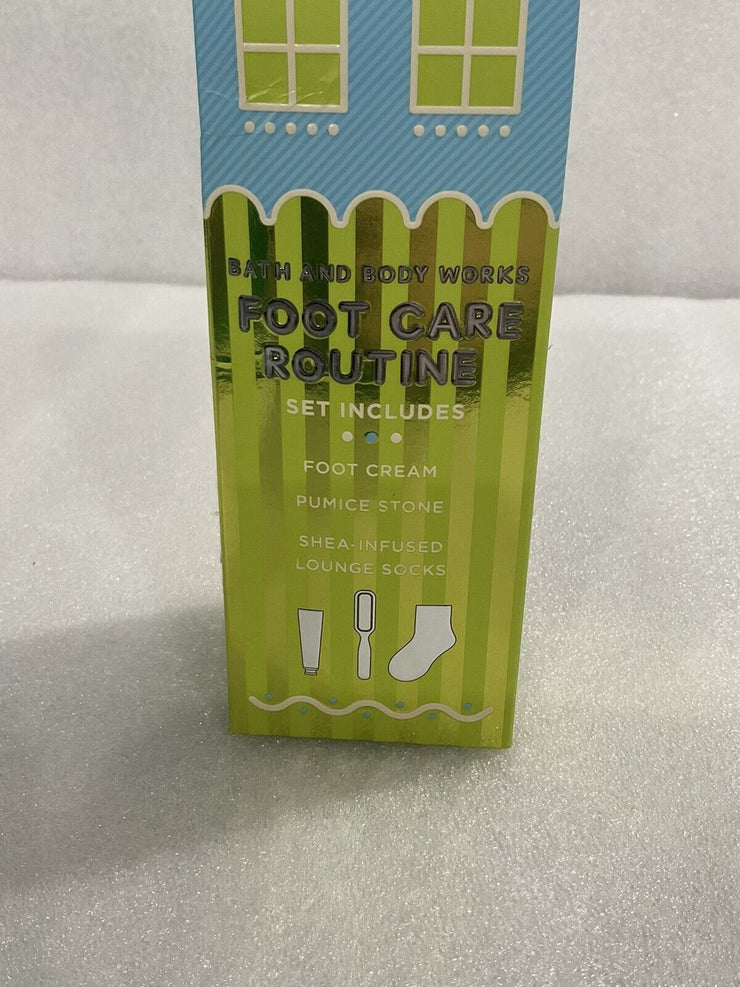 BATH AND BODY WORKS
FOOT CARE
ROUTINE
SET INCLUDES
FOOT CREAM
PUMICE STONE
SHEA-INFUSED
LOUNGE SOCKS